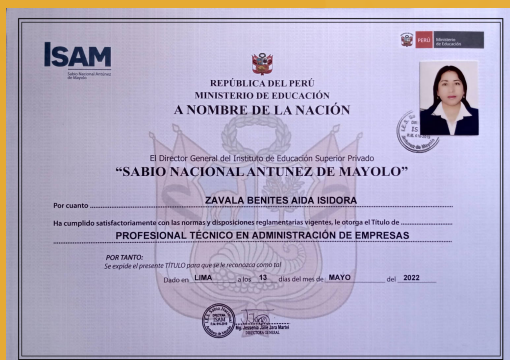 ISAM
Sabio Nacional Antúnez
de Mayolo
PERÚ Ministerio
de Educación
REPÚBLICA DEL PERÚ
MINISTERIO DE EDUCACIÓN
A NOMBRE DE LA NACIÓN
El Director General del Instituto de Educación Superior Privado
“SABIO NACIONAL ANTUNEZ DE MAYOLO”
Por cuanto ZAVALA BENITES AIDA ISIDORA
Ha cumplido satisfactoriamente con las normas y disposiciones reglamentarias vigentes, le otorga el Título de
PROFESIONAL TÉCNICO EN ADMINISTRACIÓN DE EMPRESAS
POR TANTO:
Se expide el presente TÍTULO para que se le reconozca como tal
Dado en LIMA a los 13 días del mes de MAYO del 2022
DIRECTORA GENERAL